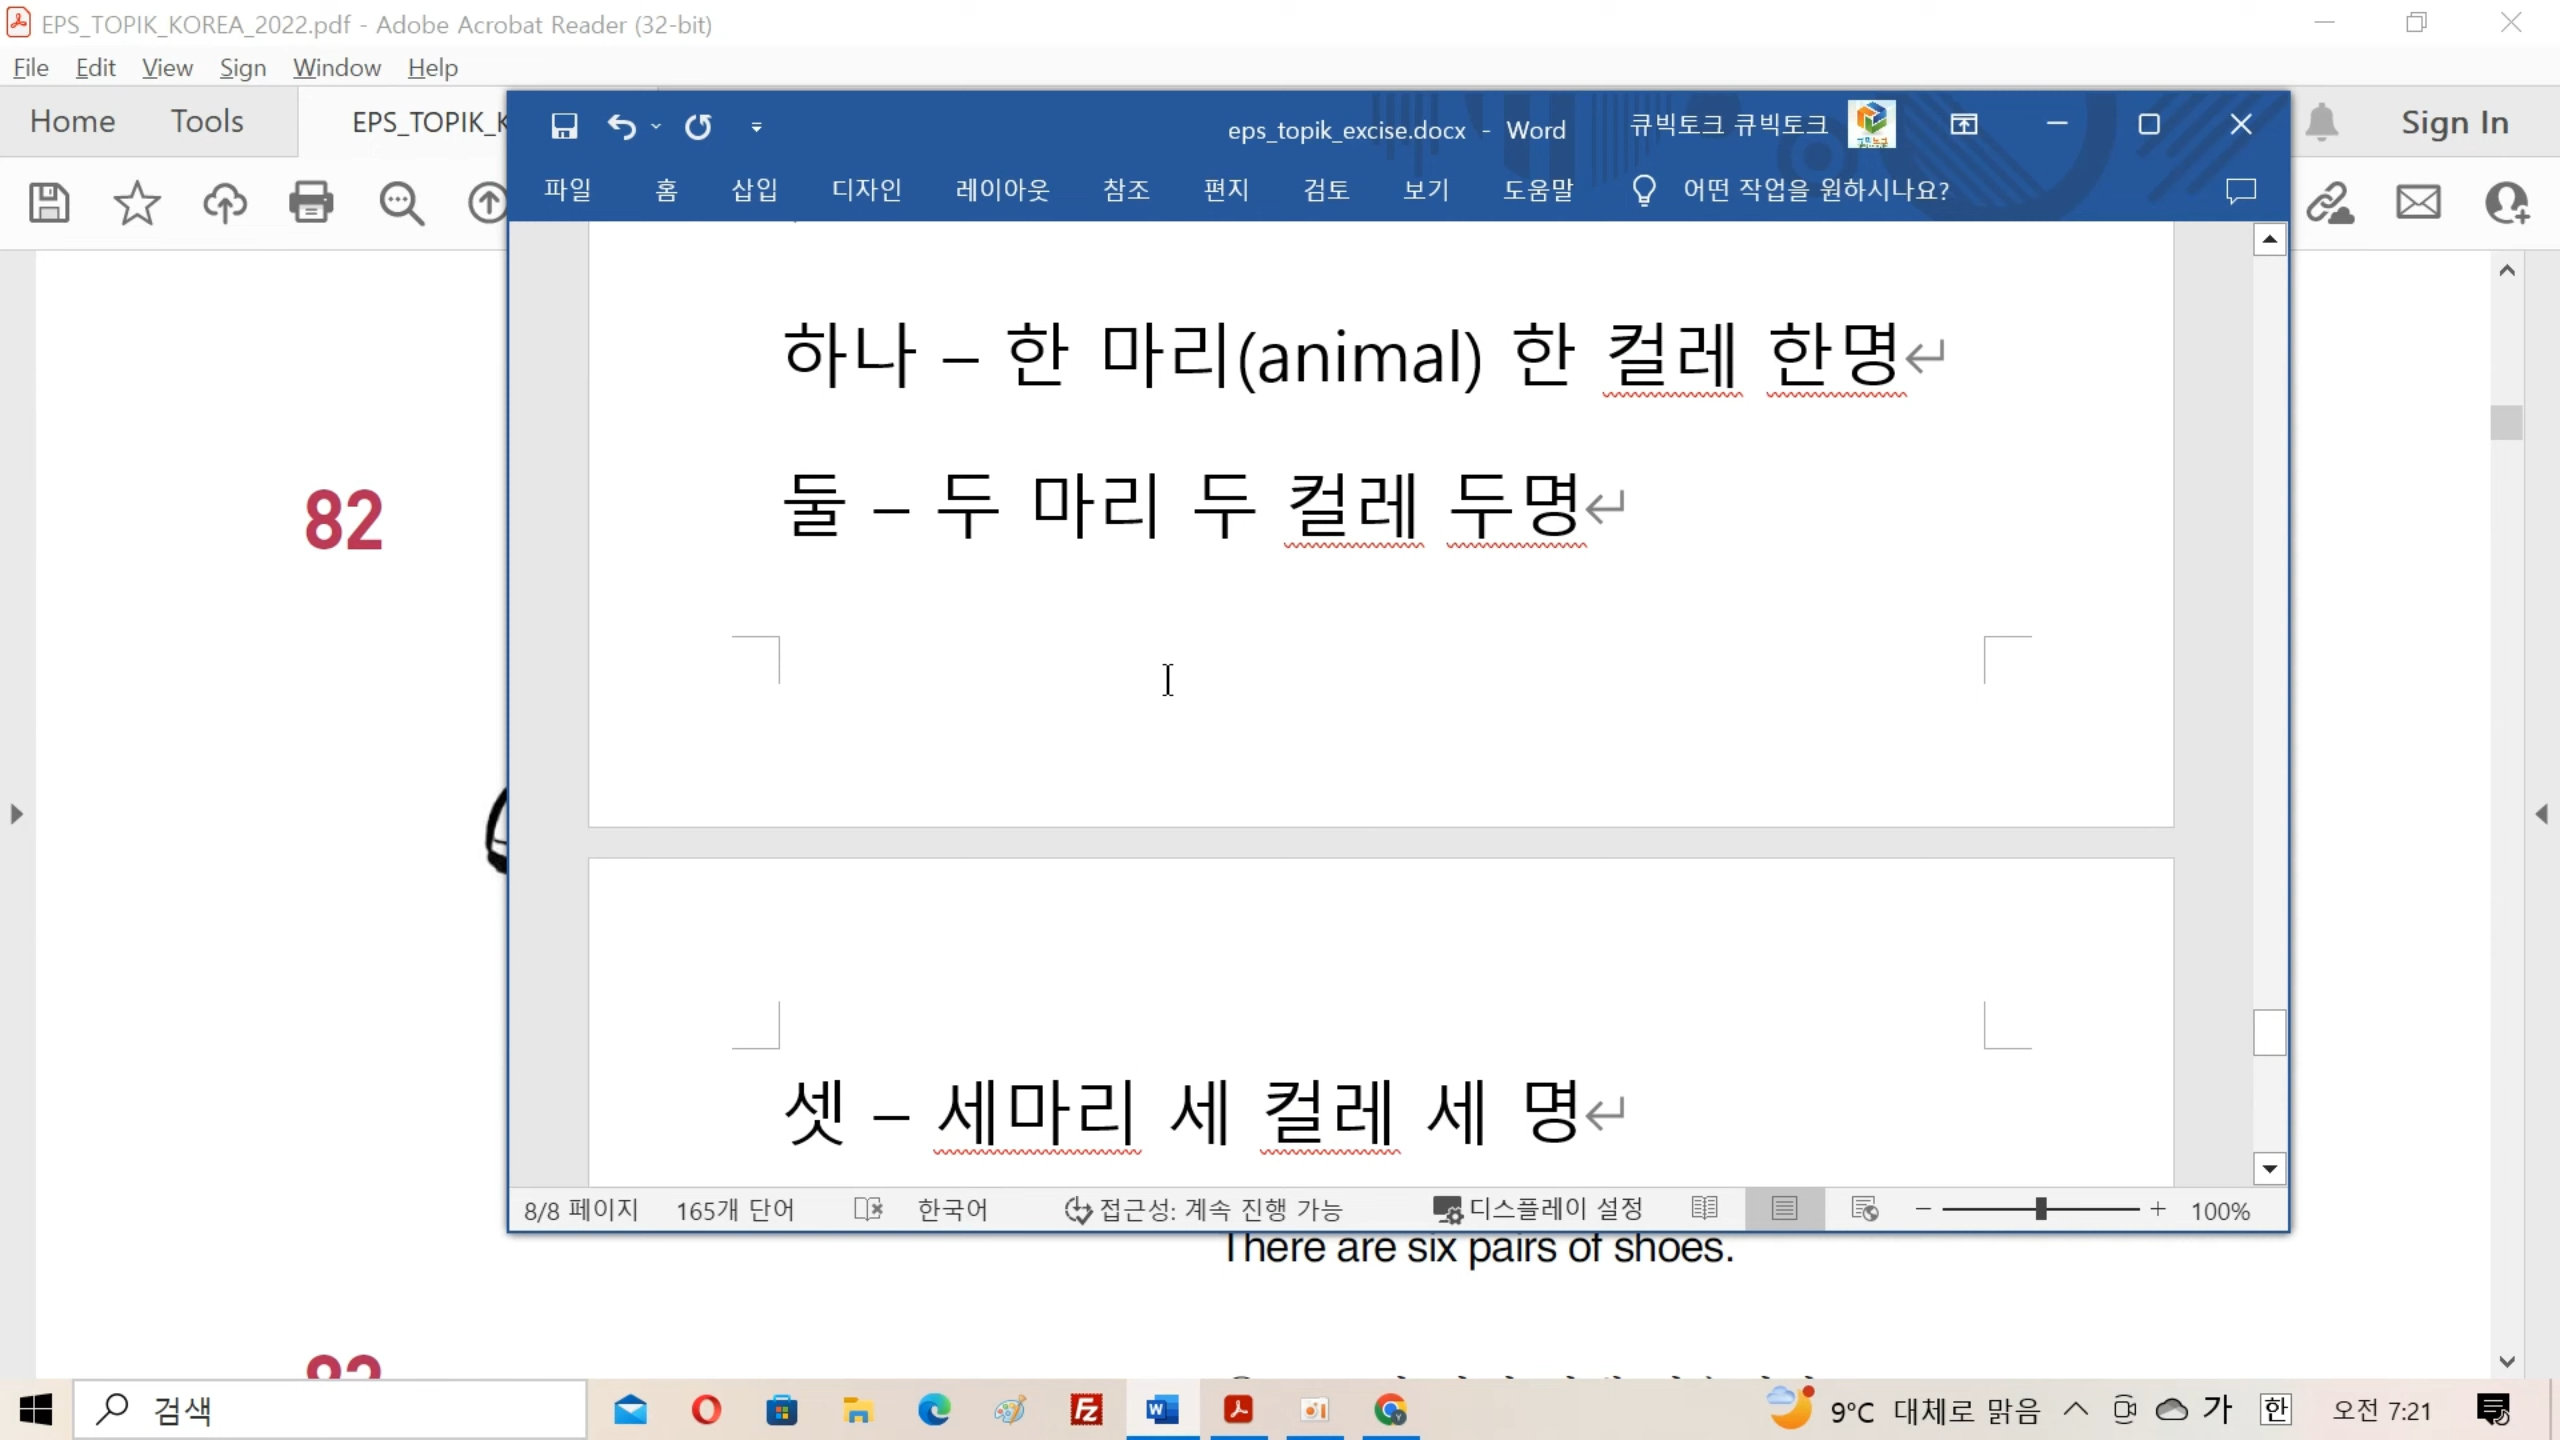 EPS_TOPIK_KOREA_2022.pdf - Adobe Acrobat Reader (32-bit)
File Edit View Sign Window Help
Home Tools EPS_TOPIK_K
Sign In
eps_topik_excise.docx - Word 큐빅토크 큐빅토크
파일 홈 삽입 디자인 레이아웃 참조 편지 검토 보기 도움말 어떤 작업을 원하시나요?
하나 – 한 마리(animal) 한 컬레 한명
82
둘 – 두 마리 두 컬레 두명
셋 – 세마리 세 컬레 세 명
8/8 페이지 165개 단어 한국어 접근성: 계속 진행 가능 디스플레이 설정 100%
There are six pairs of shoes.
검색
9°C 대체로 맑음 가 한 오전 7:21